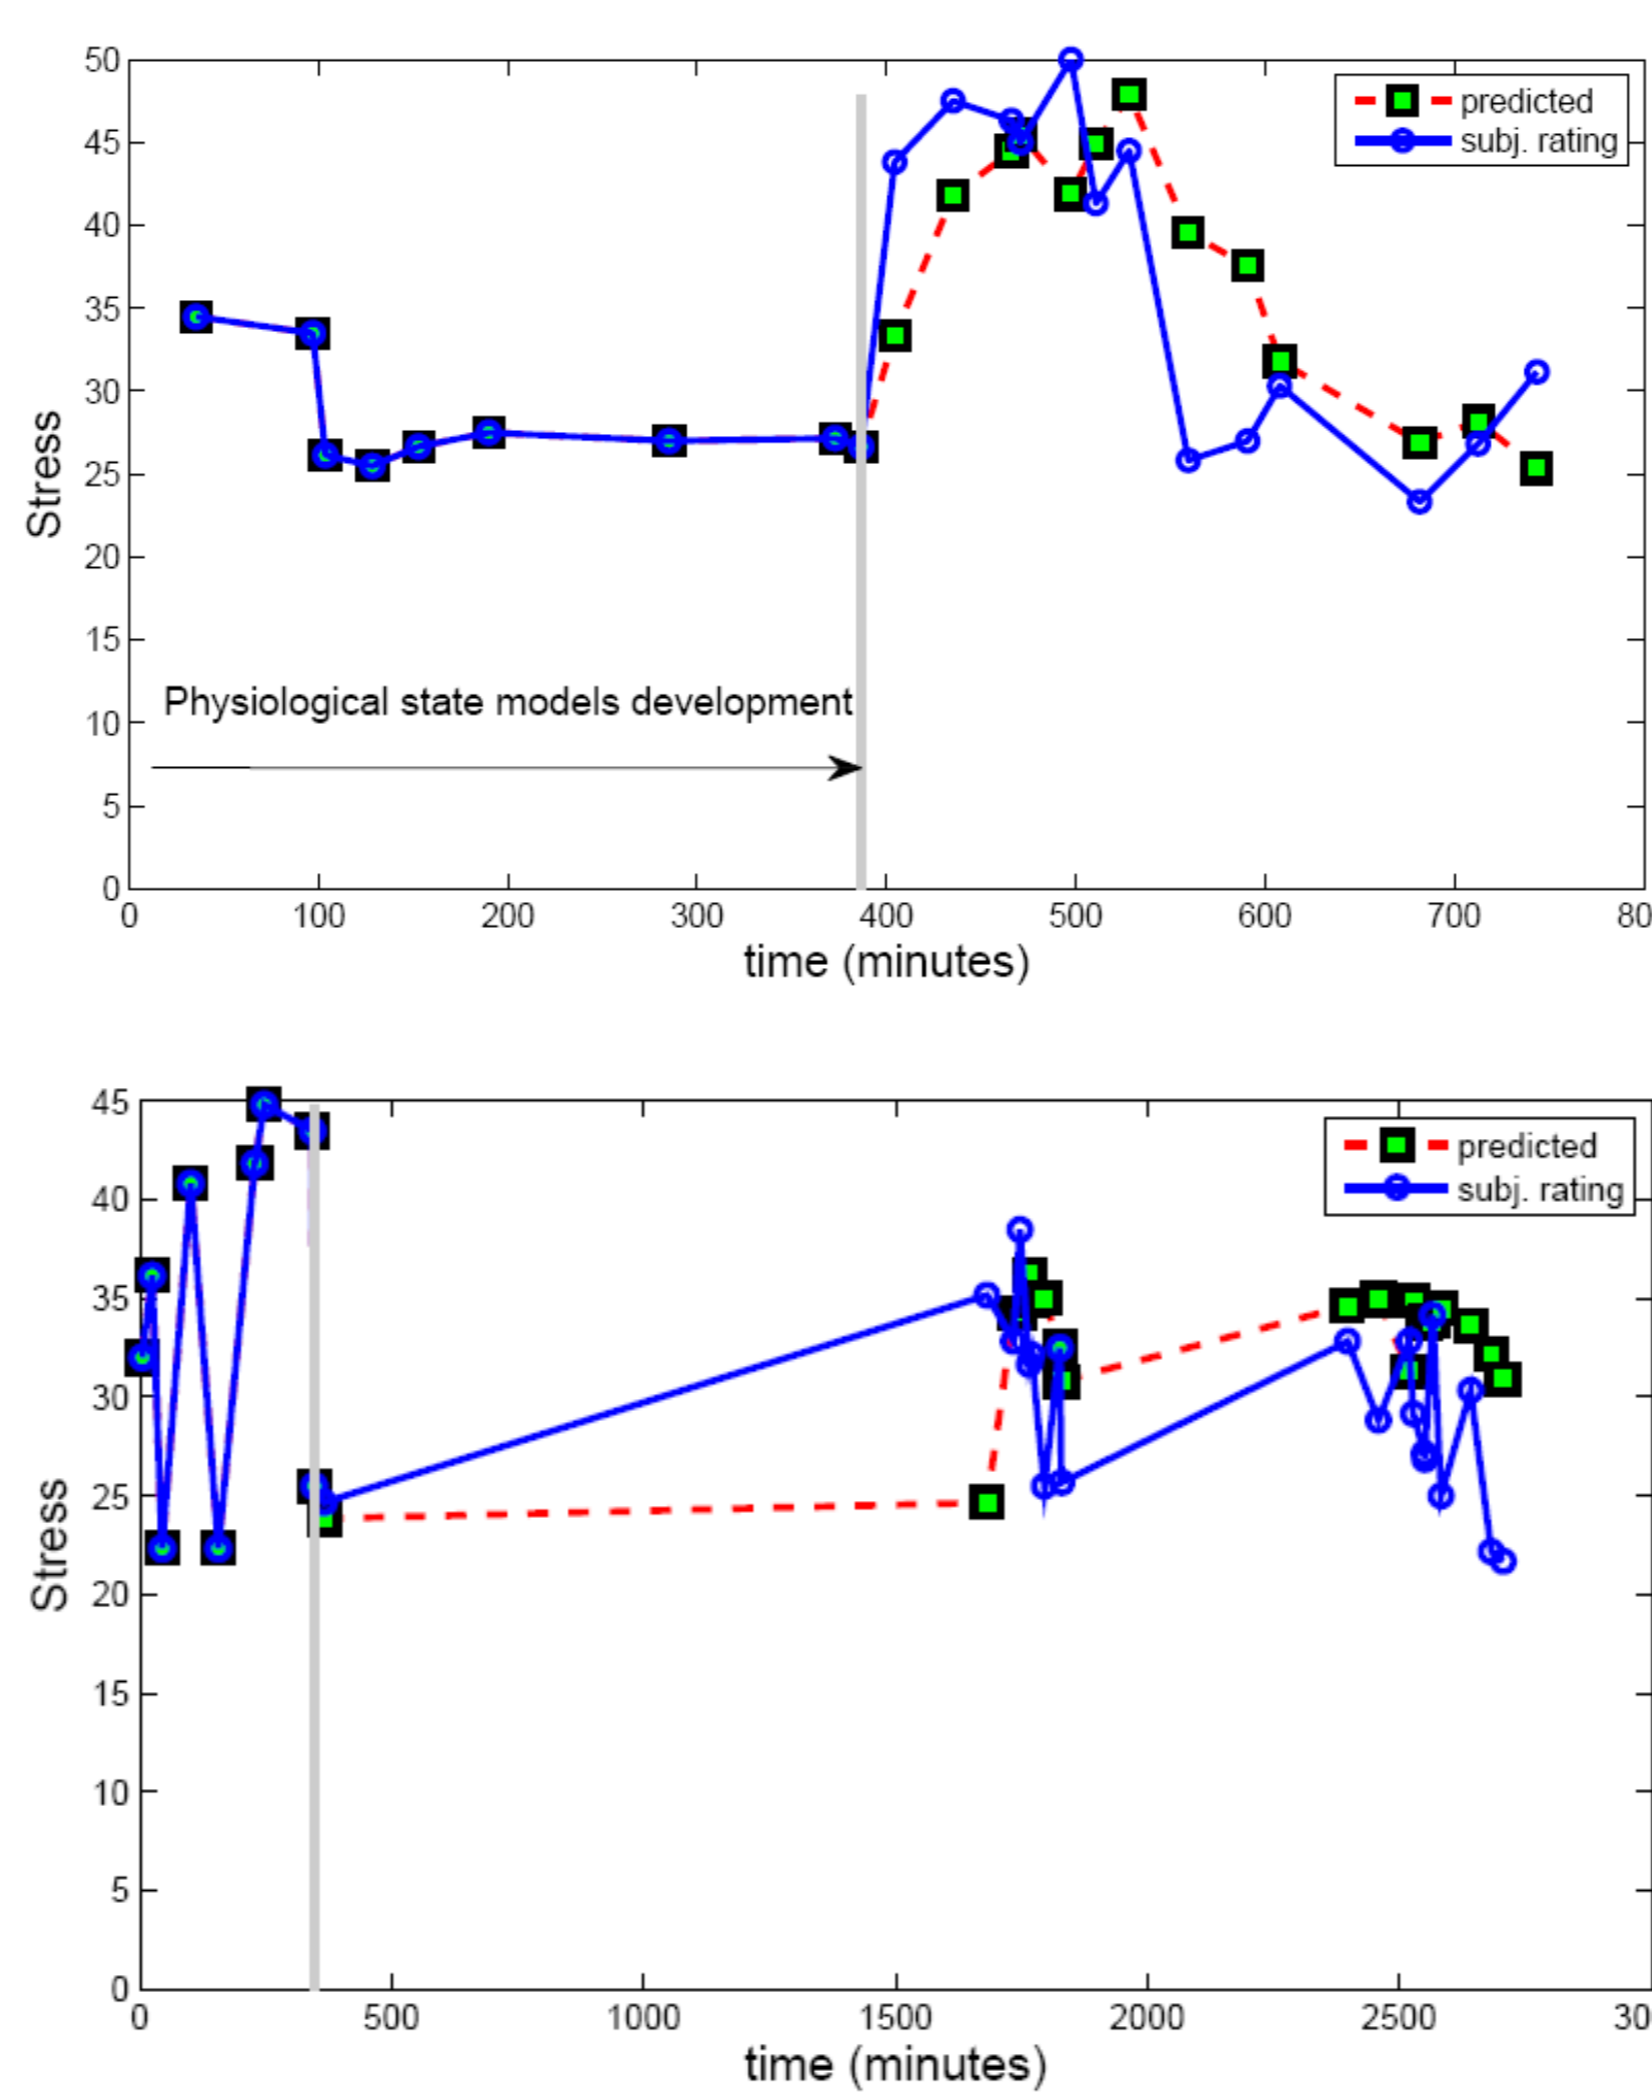 50
45
40
35
30
25
20
15
10
5
0
Stress
predicted
subj. rating
Physiological state models development
0 100 200 300 400 500 600 700 80
time (minutes)
45
40
35
30
25
20
15
10
5
0
Stress
predicted
subj. rating
0 500 1000 1500 2000 2500 30
time (minutes)